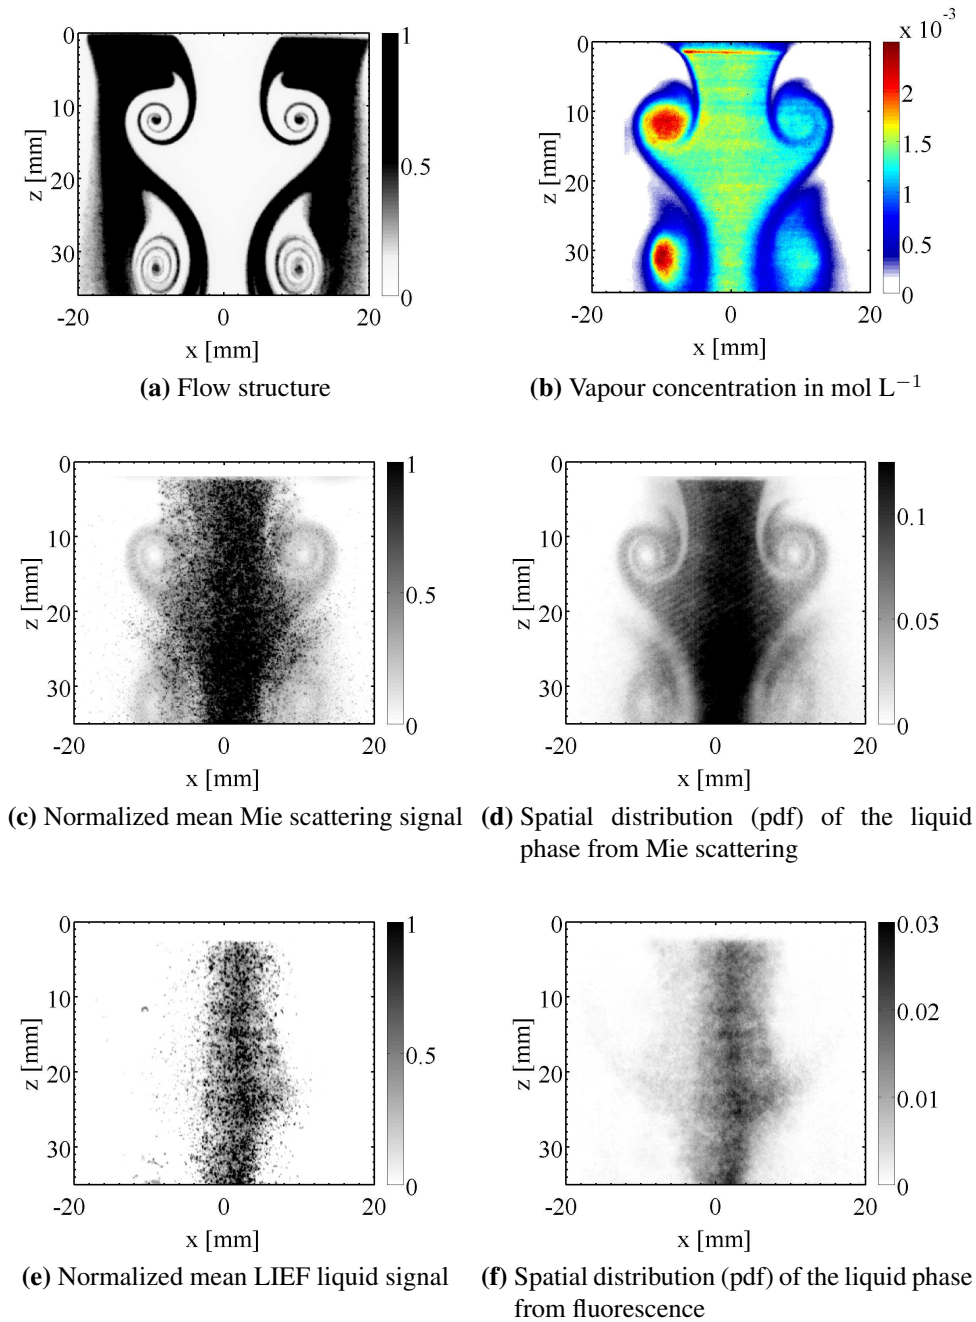 0
10
20
30
z [mm]
-20 0 20
x [mm]
1
0.5
0
(a) Flow structure
x 10^-3
0
10
20
30
z [mm]
-20 0 20
x [mm]
2
1.5
1
0.5
0
(b) Vapour concentration in mol L^−1
0
10
20
30
z [mm]
-20 0 20
x [mm]
1
0.5
0
(c) Normalized mean Mie scattering signal
0
10
20
30
z [mm]
-20 0 20
x [mm]
0.1
0.05
0
(d) Spatial distribution (pdf) of the liquid
phase from Mie scattering
0
10
20
30
z [mm]
-20 0 20
x [mm]
1
0.5
0
(e) Normalized mean LIEF liquid signal
0
10
20
30
z [mm]
-20 0 20
x [mm]
0.03
0.02
0.01
0
(f) Spatial distribution (pdf) of the liquid phase
from fluorescence